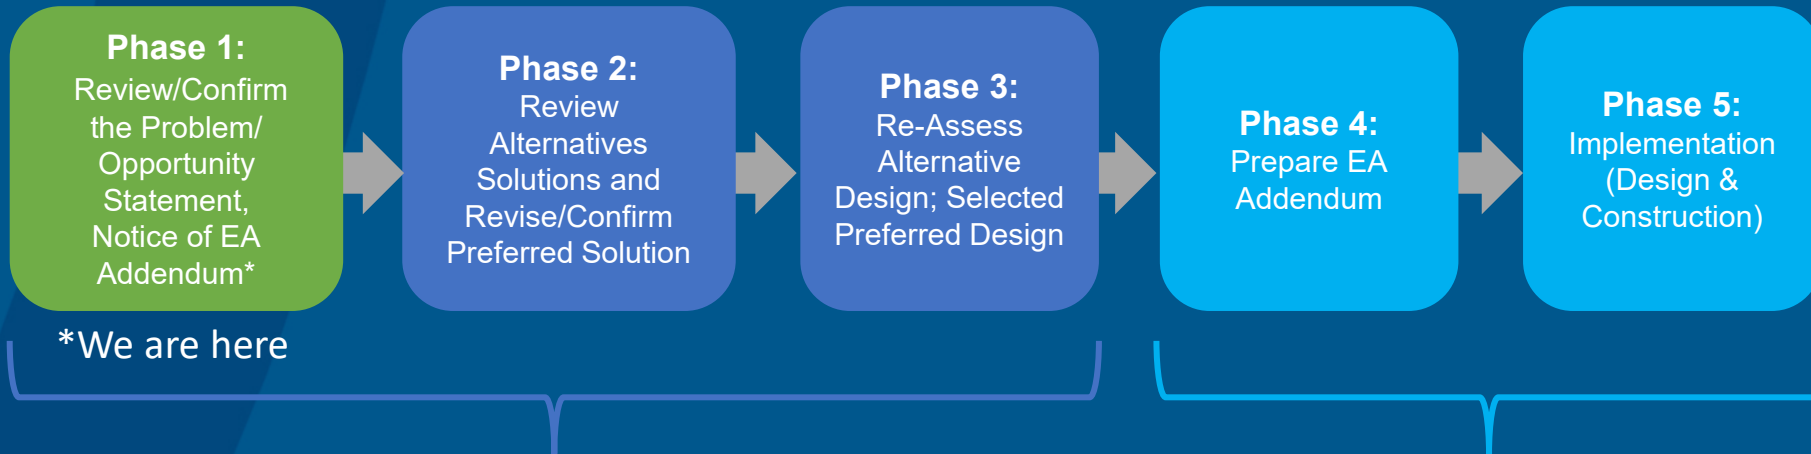 Phase 1:
Review/Confirm
the Problem/
Opportunity
Statement,
Notice of EA
Addendum*
Phase 2:
Review
Alternatives
Solutions and
Revise/Confirm
Preferred Solution
Phase 3:
Re-Assess
Alternative
Design; Selected
Preferred Design
Phase 4:
Prepare EA
Addendum
Phase 5:
Implementation
(Design &
Construction)
*We are here